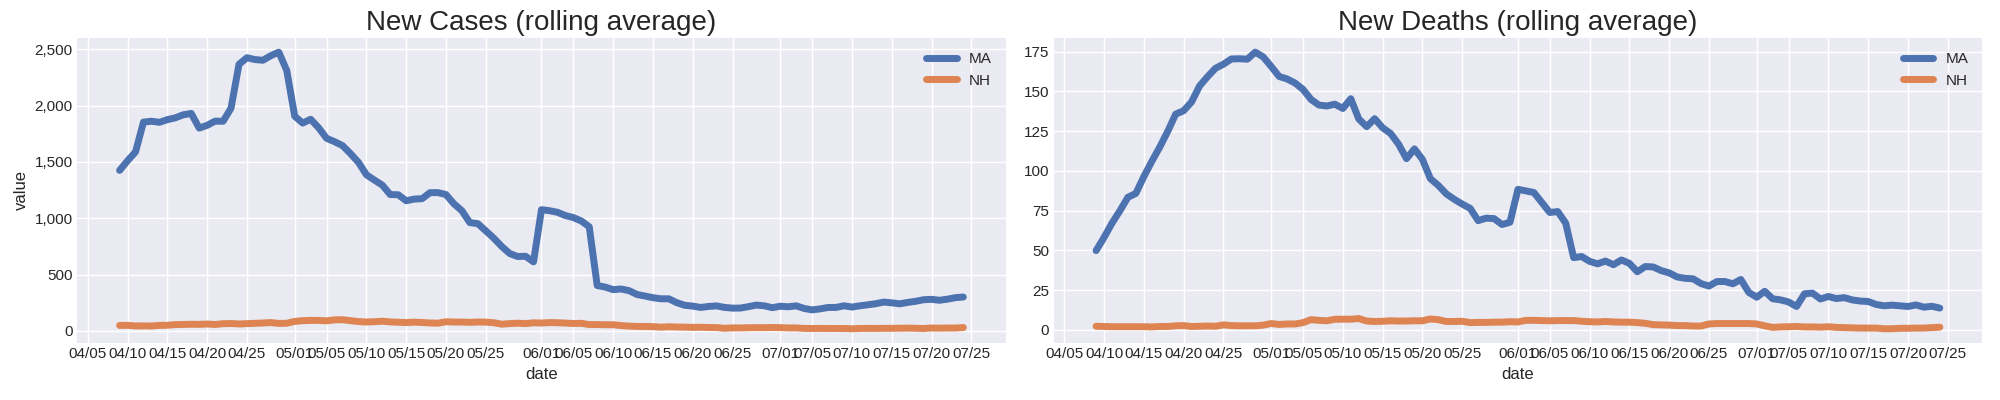 New Cases (rolling average)
2,500
2,000
1,500
1,000
500
0
value
MA
NH
04/05 04/10 04/15 04/20 04/25 05/01 05/05 05/10 05/15 05/20 05/25 06/01 06/05 06/10 06/15 06/20 06/25 07/01 07/05 07/10 07/15 07/20 07/25
date
New Deaths (rolling average)
175
150
125
100
75
50
25
0
MA
NH
04/05 04/10 04/15 04/20 04/25 05/01 05/05 05/10 05/15 05/20 05/25 06/01 06/05 06/10 06/15 06/20 06/25 07/01 07/05 07/10 07/15 07/20 07/25
date